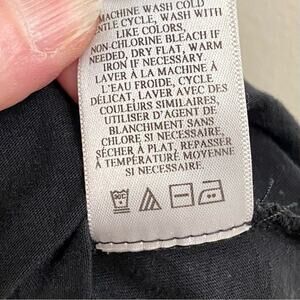 MACHINE WASH COLD
GENTLE CYCLE, WASH WITH
LIKE COLORS,
NON-CHLORINE BLEACH IF
NEEDED, DRY FLAT, WARM
IRON IF NECESSARY.
LAVER À LA MACHINE À
L'EAU FROIDE, CYCLE
DÉLICAT, LAVER AVEC DES
COULEURS SIMILAIRES,
UTILISER D'AGENT DE
BLANCHIMENT SANS
CHLORE SI NÉCESSAIRE,
SÉCHER À PLAT, REPASSER
À TEMPÉRATURE MOYENNE
SI NECESSAIRE.
30C